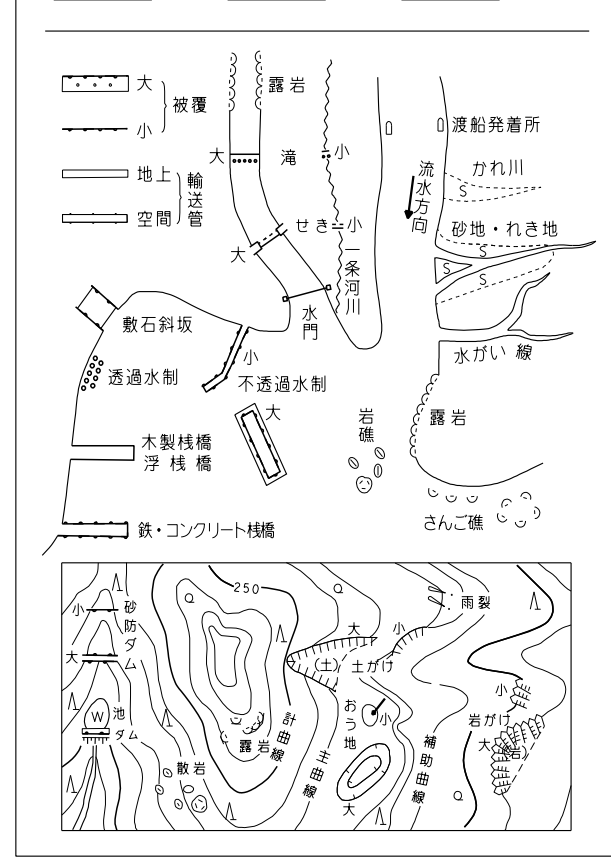 大
小
被覆
地上
空間
輸送管
露岩
大
滝
小
せき
小
大
一条河川
水門
渡船発着所
流水方向
かれ川
S
砂地・れき地
S
S
S
水がい線
露岩
敷石斜坂
透過水制
小
不透過水制
大
木製桟橋
浮桟橋
鉄・コンクリート桟橋
岩礁
さんご礁
小
砂防ダム
大
W
池
ダム
250
Q
露岩
散岩
計曲線
主曲線
大
小
(土)
土がけ
おう地
小
大
補助曲線
雨裂
小
岩がけ
大
(岩)
Q